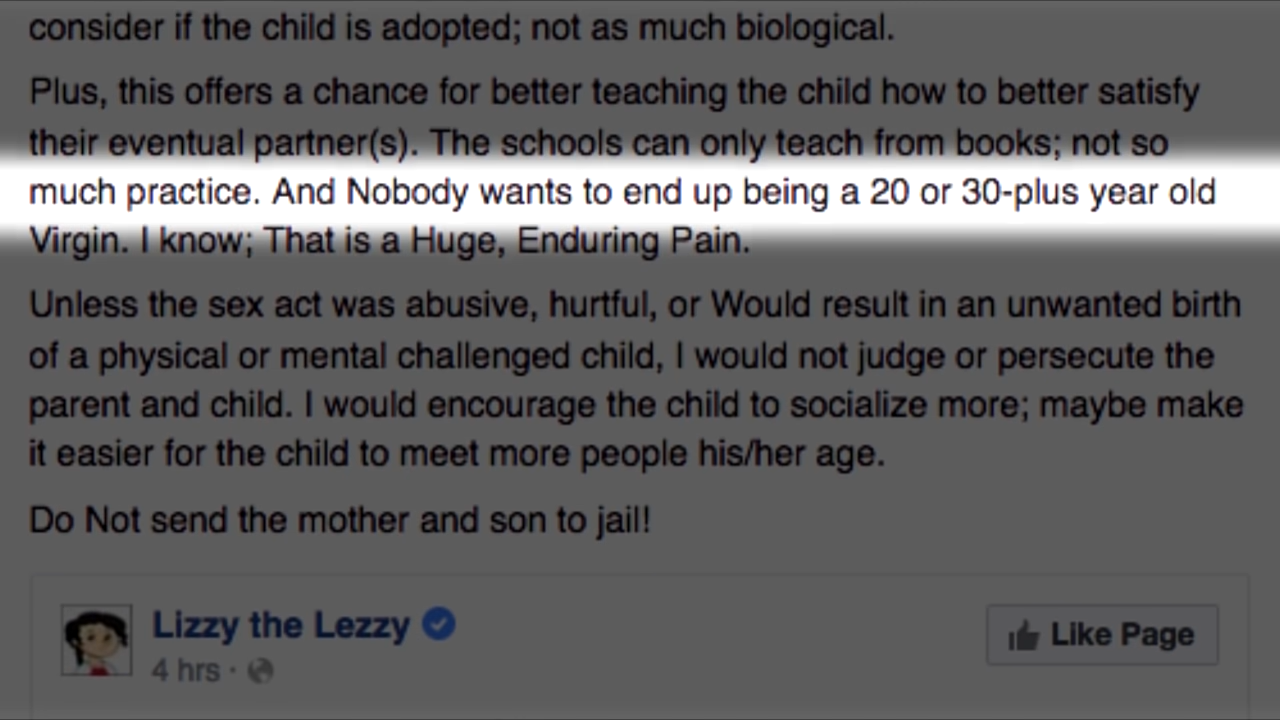 consider if the child is adopted; not as much biological.
Plus, this offers a chance for better teaching the child how to better satisfy
their eventual partner(s). The schools can only teach from books; not so
much practice. And Nobody wants to end up being a 20 or 30-plus year old
Virgin. I know; That is a Huge, Enduring Pain.
Unless the sex act was abusive, hurtful, or Would result in an unwanted birth
of a physical or mental challenged child, I would not judge or persecute the
parent and child. I would encourage the child to socialize more; maybe make
it easier for the child to meet more people his/her age.
Do Not send the mother and son to jail!
Lizzy the Lezzy
4 hrs ·
Like Page